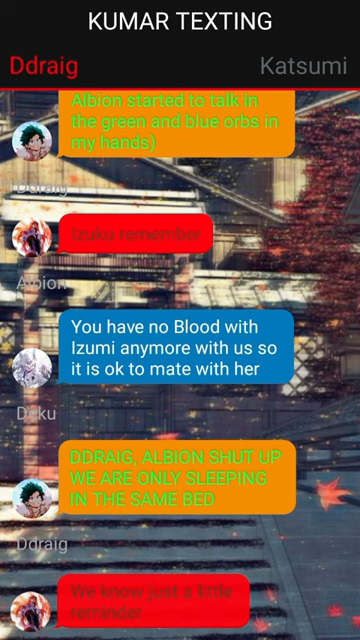 KUMAR TEXTING
Ddraig Katsumi
Albion started to talk in
the green and blue orbs in
my hands)
Ddraig
Izuku remember
Albion
You have no Blood with
Izumi anymore with us so
it is ok to mate with her
Deku
DDRAIG, ALBION SHUT UP
WE ARE ONLY SLEEPING
IN THE SAME BED
Ddraig
We know just a little
reminder